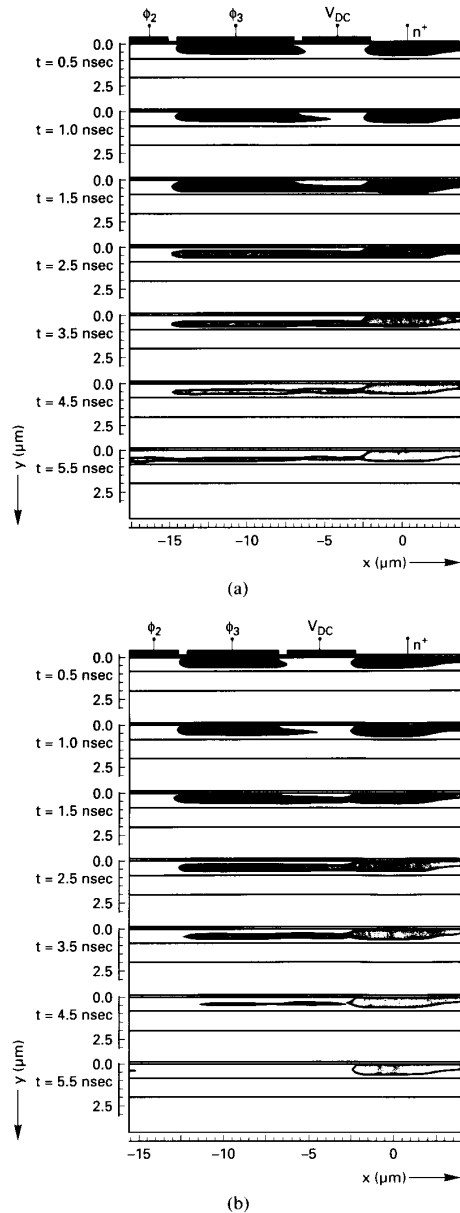 ϕ2 ϕ3 VDC n+
0.0
t = 0.5 nsec
2.5
0.0
t = 1.0 nsec
2.5
0.0
t = 1.5 nsec
2.5
0.0
t = 2.5 nsec
2.5
0.0
t = 3.5 nsec
2.5
0.0
t = 4.5 nsec
2.5
0.0
t = 5.5 nsec
2.5
y (µm)
-15 -10 -5 0
x (µm)
(a)
ϕ2 ϕ3 VDC n+
0.0
t = 0.5 nsec
2.5
0.0
t = 1.0 nsec
2.5
0.0
t = 1.5 nsec
2.5
0.0
t = 2.5 nsec
2.5
0.0
t = 3.5 nsec
2.5
0.0
t = 4.5 nsec
2.5
0.0
t = 5.5 nsec
2.5
y (µm)
-15 -10 -5 0
x (µm)
(b)